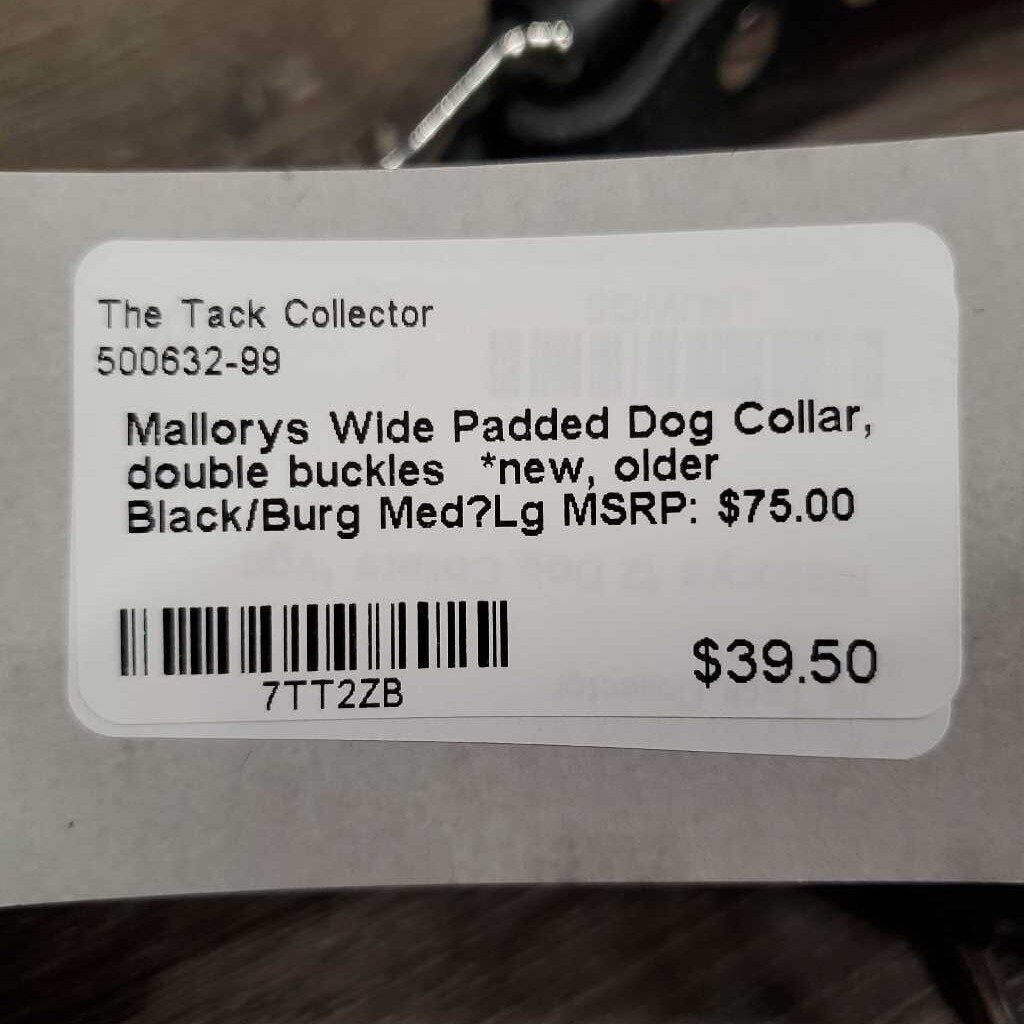 The Tack Collector
500632-99
Mallorys Wide Padded Dog Collar,
double buckles *new, older
Black/Burg Med?Lg MSRP: $75.00
7TT2ZB
$39.50